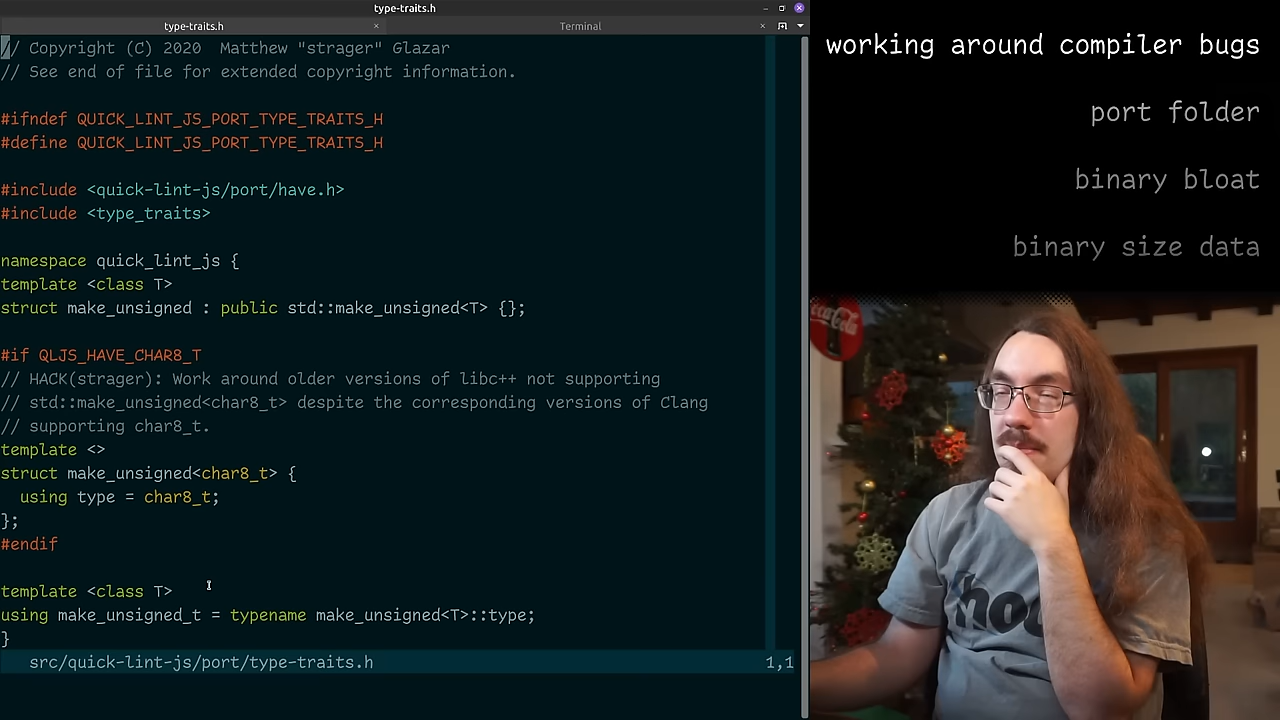 type-traits.h
type-traits.h
Terminal
// Copyright (C) 2020  Matthew "strager" Glazar
// See end of file for extended copyright information.
#ifndef QUICK_LINT_JS_PORT_TYPE_TRAITS_H
#define QUICK_LINT_JS_PORT_TYPE_TRAITS_H
#include <quick-lint-js/port/have.h>
#include <type_traits>
namespace quick_lint_js {
template <class T>
struct make_unsigned : public std::make_unsigned<T> {};
#if QLJS_HAVE_CHAR8_T
// HACK(strager): Work around older versions of libc++ not supporting
// std::make_unsigned<char8_t> despite the corresponding versions of Clang
// supporting char8_t.
template <>
struct make_unsigned<char8_t> {
  using type = char8_t;
};
#endif
template <class T>
using make_unsigned_t = typename make_unsigned<T>::type;
}
src/quick-lint-js/port/type-traits.h
1,1
working around compiler bugs
port folder
binary bloat
binary size data
Coca-Cola